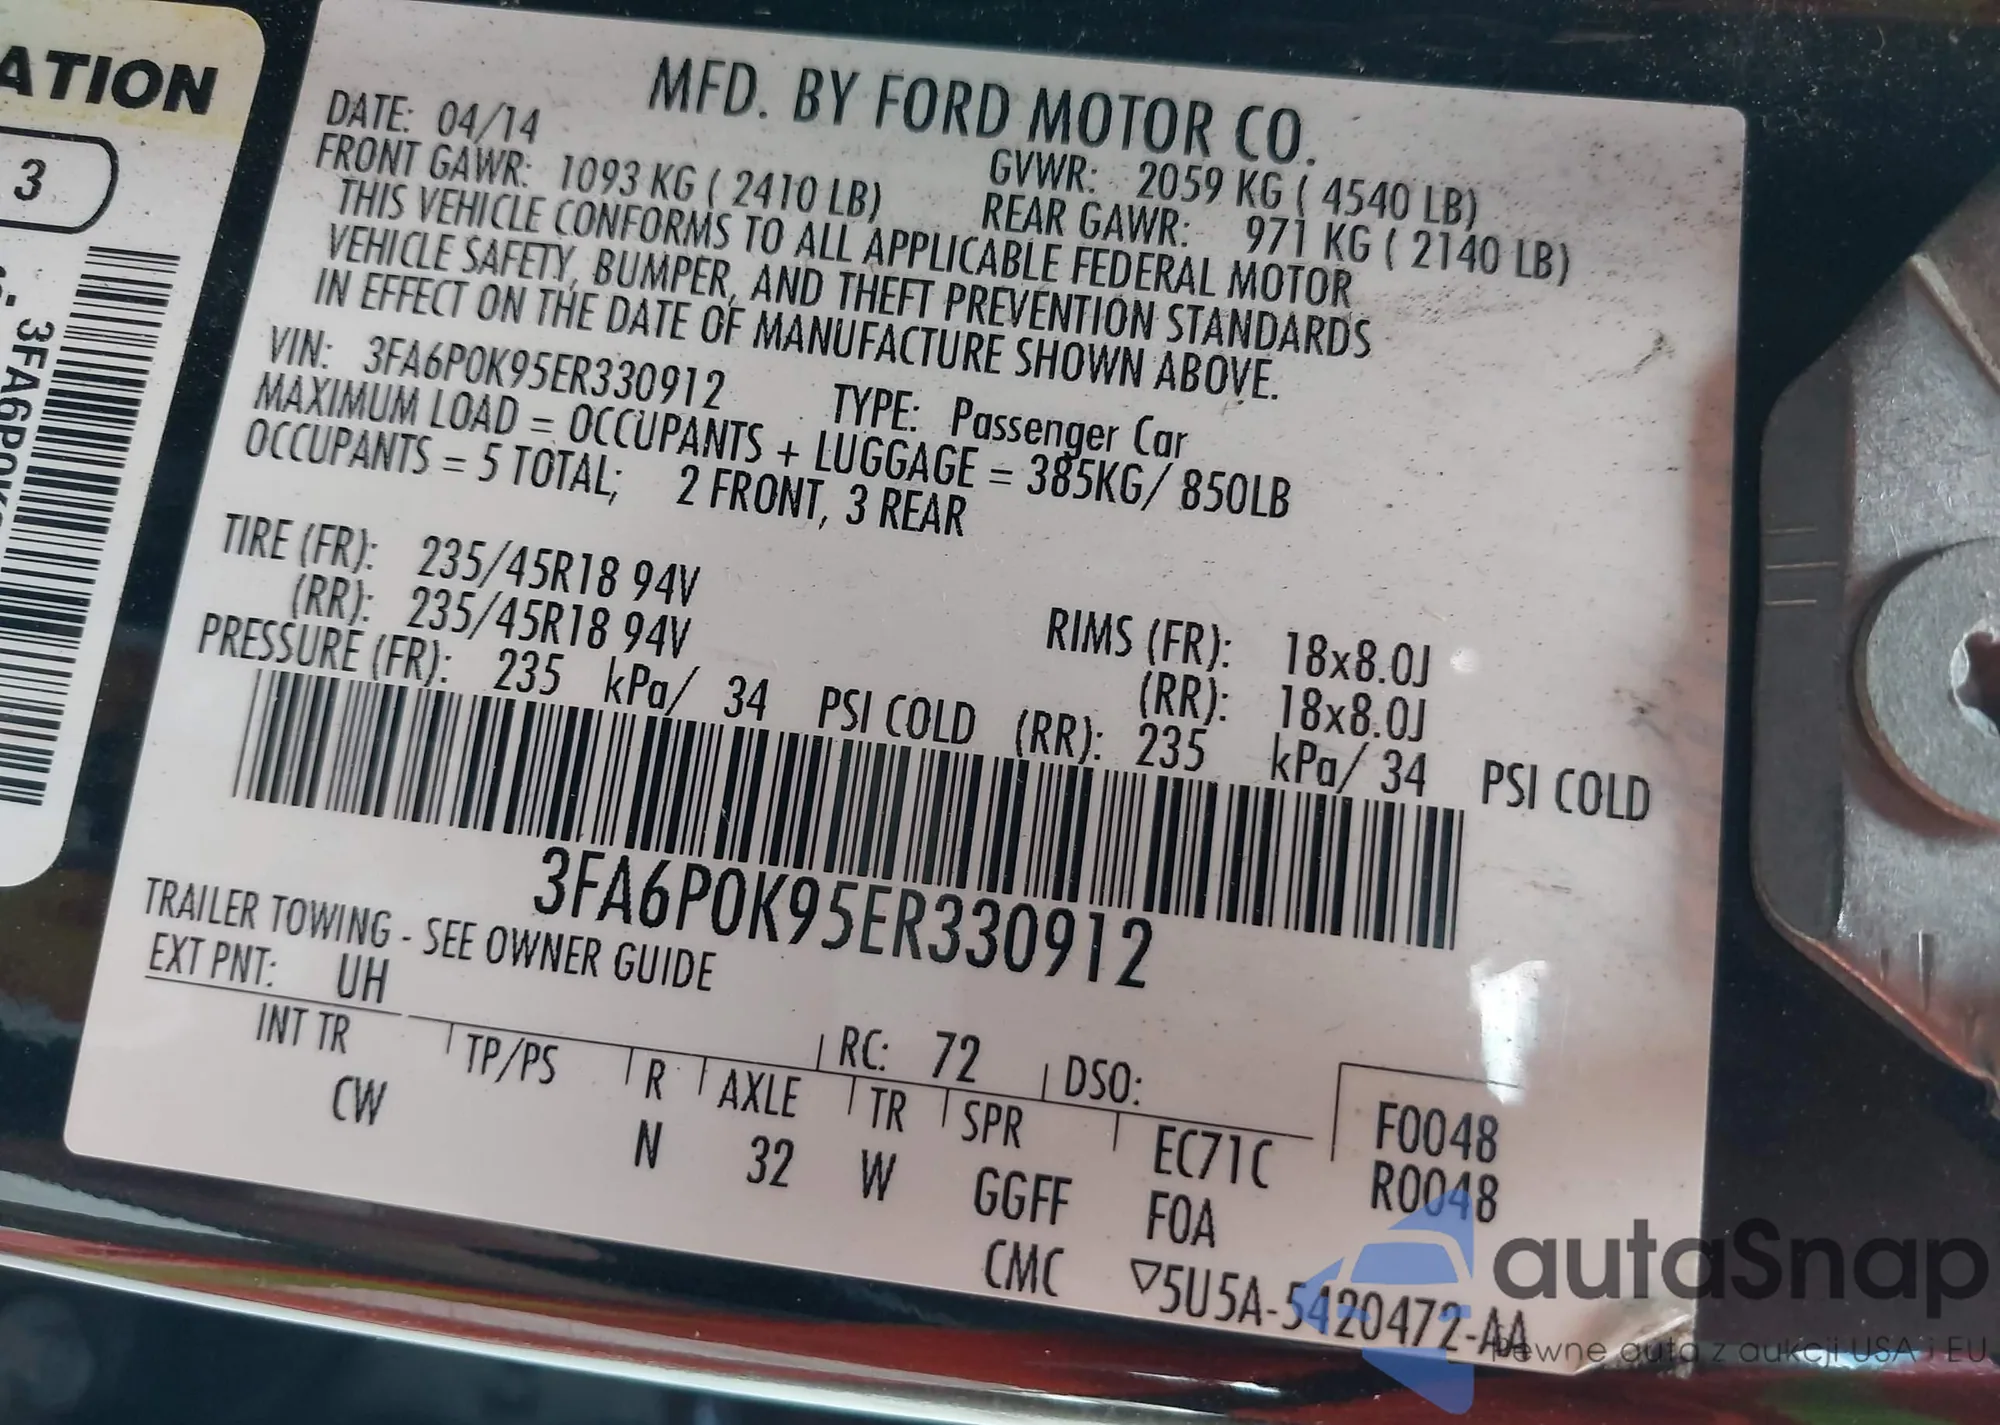 ATION
3
3FA6P0K
MFD. BY FORD MOTOR CO.
DATE: 04/14 GVWR: 2059 KG ( 4540 LB)
FRONT GAWR: 1093 KG ( 2410 LB) REAR GAWR: 971 KG ( 2140 LB)
THIS VEHICLE CONFORMS TO ALL APPLICABLE FEDERAL MOTOR
VEHICLE SAFETY, BUMPER, AND THEFT PREVENTION STANDARDS
IN EFFECT ON THE DATE OF MANUFACTURE SHOWN ABOVE.
VIN: 3FA6P0K95ER330912 TYPE: Passenger Car
MAXIMUM LOAD = OCCUPANTS + LUGGAGE = 385KG/ 850LB
OCCUPANTS = 5 TOTAL; 2 FRONT, 3 REAR
TIRE (FR): 235/45R18 94V RIMS (FR): 18x8.0J
(RR): 235/45R18 94V (RR): 18x8.0J
PRESSURE (FR): 235 kPa/ 34 PSI COLD (RR): 235 kPa/ 34 PSI COLD
3FA6P0K95ER330912
TRAILER TOWING - SEE OWNER GUIDE
EXT PNT: UH RC: 72 DSO: F0048
INT TR TP/PS R AXLE TR SPR EC71C R0048
CW N 32 W GGFF F0A
CMC ▽5U5A-5420472-AA
autaSnap
Pewne auta z aukcji USA i EU